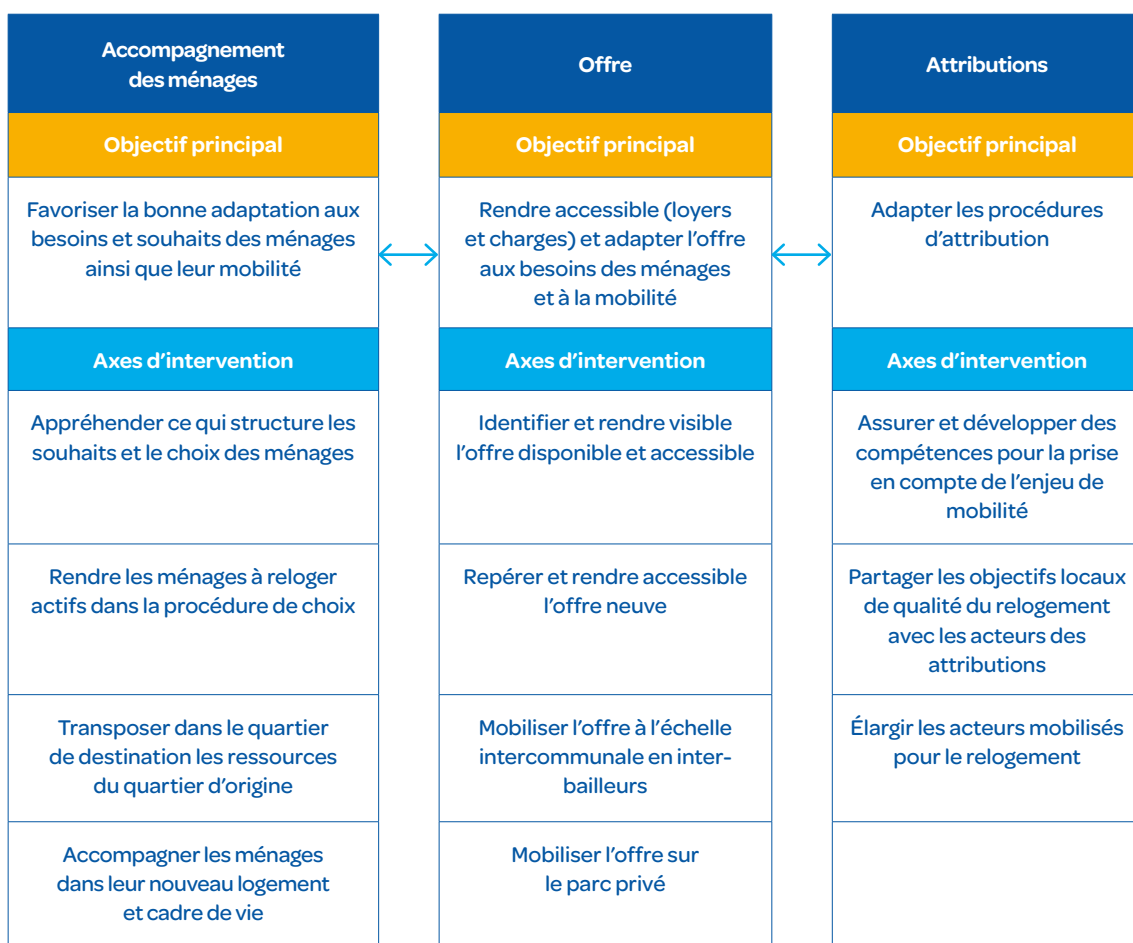 Accompagnement
des ménages
Objectif principal
Favoriser la bonne adaptation aux
besoins et souhaits des ménages
ainsi que leur mobilité
Axes d'intervention
Appréhender ce qui structure les
souhaits et le choix des ménages
Rendre les ménages à reloger
actifs dans la procédure de choix
Transposer dans le quartier
de destination les ressources
du quartier d'origine
Accompagner les ménages
dans leur nouveau logement
et cadre de vie
Offre
Objectif principal
Rendre accessible (loyers
et charges) et adapter l'offre
aux besoins des ménages
et à la mobilité
Axes d'intervention
Identifier et rendre visible
l'offre disponible et accessible
Repérer et rendre accessible
l'offre neuve
Mobiliser l'offre à l'échelle
intercommunale en inter-
bailleurs
Mobiliser l'offre sur
le parc privé
Attributions
Objectif principal
Adapter les procédures
d'attribution
Axes d'intervention
Assurer et développer des
compétences pour la prise
en compte de l'enjeu de
mobilité
Partager les objectifs locaux
de qualité du relogement
avec les acteurs des
attributions
Élargir les acteurs mobilisés
pour le relogement